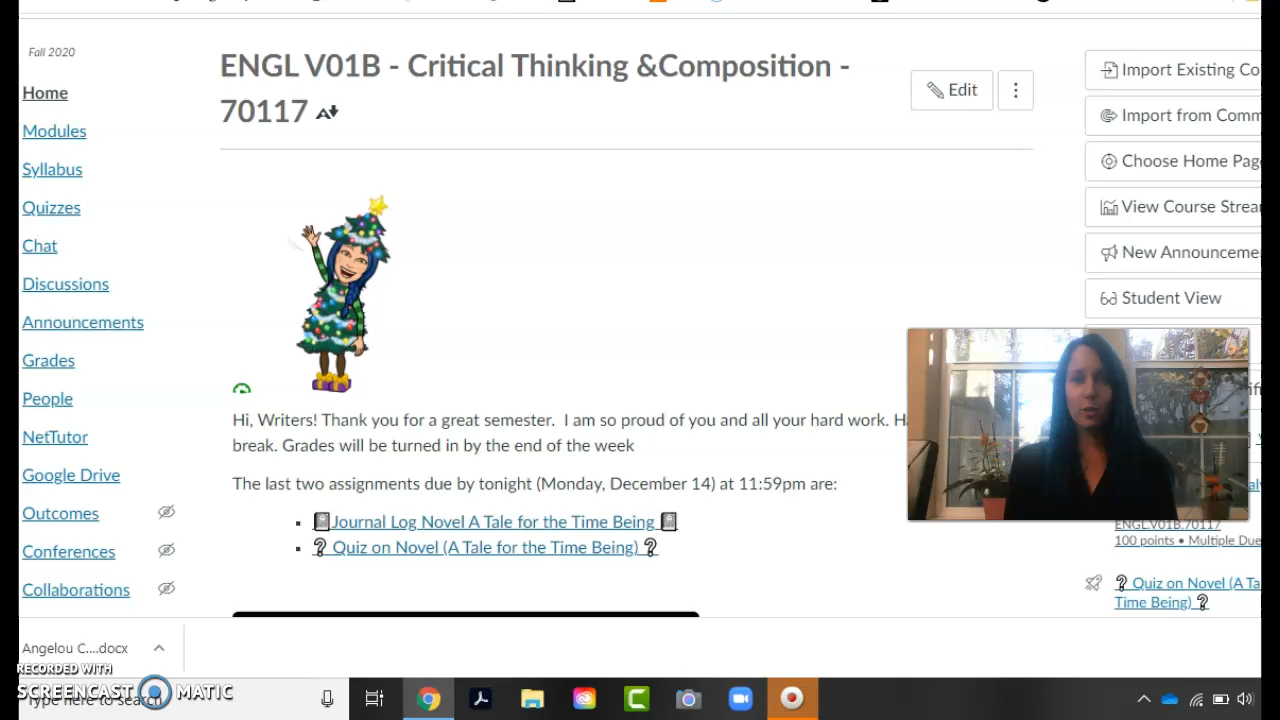 Fall 2020
Home
Modules
Syllabus
Quizzes
Chat
Discussions
Announcements
Grades
People
NetTutor
Google Drive
Outcomes
Conferences
Collaborations
ENGL V01B - Critical Thinking &Composition -
70117
Edit
Hi, Writers! Thank you for a great semester. I am so proud of you and all your hard work.
break. Grades will be turned in by the end of the week
The last two assignments due by tonight (Monday, December 14) at 11:59pm are:
Journal Log Novel A Tale for the Time Being
❔ Quiz on Novel (A Tale for the Time Being) ❔
Import Existing Co
Import from Comm
Choose Home Pag
View Course Strea
New Announceme
Student View
ENGL.V01B.70117
100 points • Multiple Due
❔ Quiz on Novel (A Ta
Time Being) ❔
Angelou C....docx
RECORDED WITH
SCREENCAST MATIC
Type here to search